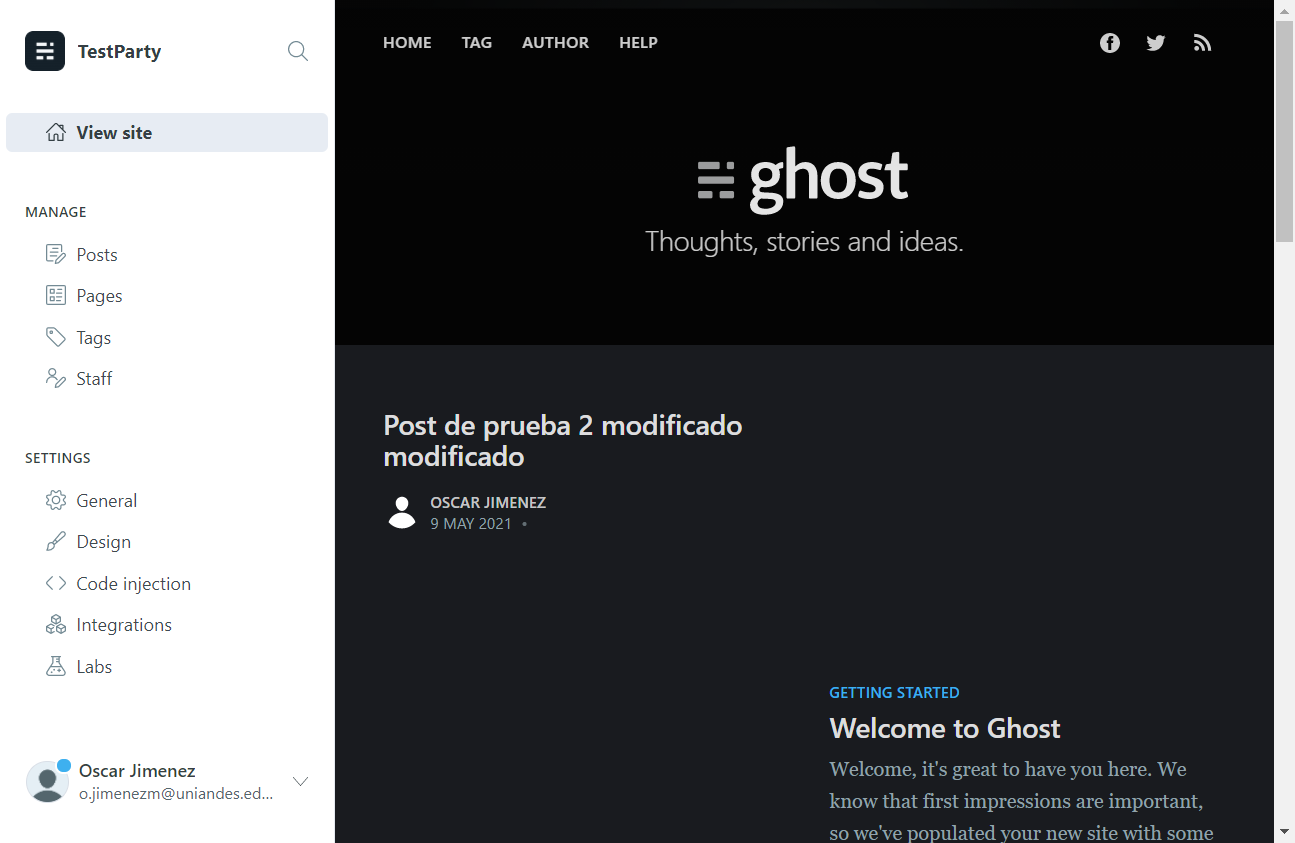 TestParty
View site
MANAGE
Posts
Pages
Tags
Staff
SETTINGS
General
Design
Code injection
Integrations
Labs
Oscar Jimenez
o.jimenezm@uniandes.ed...
HOME TAG AUTHOR HELP
ghost
Thoughts, stories and ideas.
Post de prueba 2 modificado
modificado
OSCAR JIMENEZ
9 MAY 2021 •
GETTING STARTED
Welcome to Ghost
Welcome, it's great to have you here. We
know that first impressions are important,
so we've populated your new site with some